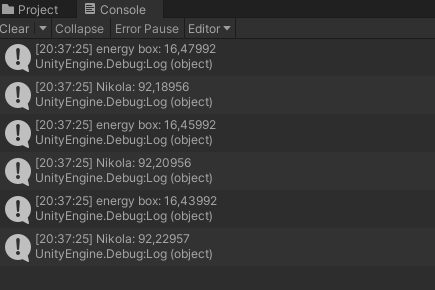 Project Console
Clear Collapse Error Pause Editor
[20:37:25] energy box: 16,47992
UnityEngine.Debug:Log (object)
[20:37:25] Nikola: 92,18956
UnityEngine.Debug:Log (object)
[20:37:25] energy box: 16,45992
UnityEngine.Debug:Log (object)
[20:37:25] Nikola: 92,20956
UnityEngine.Debug:Log (object)
[20:37:25] energy box: 16,43992
UnityEngine.Debug:Log (object)
[20:37:25] Nikola: 92,22957
UnityEngine.Debug:Log (object)